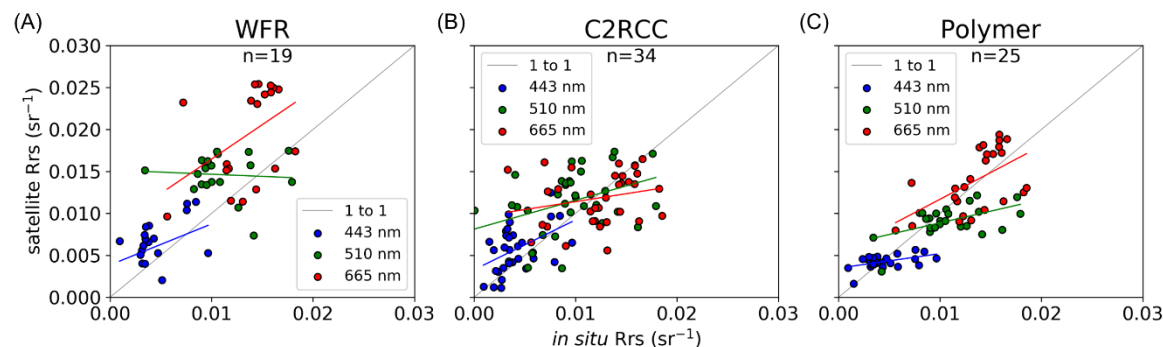 (A) WFR
n=19
satellite Rrs (sr⁻¹)
0.030
0.025
0.020
0.015
0.010
0.005
0.000
0.00 0.01 0.02 0.03
1 to 1
443 nm
510 nm
665 nm
(B) C2RCC
n=34
1 to 1
443 nm
510 nm
665 nm
0.00 0.01 0.02 0.03
in situ Rrs (sr⁻¹)
(C) Polymer
n=25
1 to 1
443 nm
510 nm
665 nm
0.00 0.01 0.02 0.03